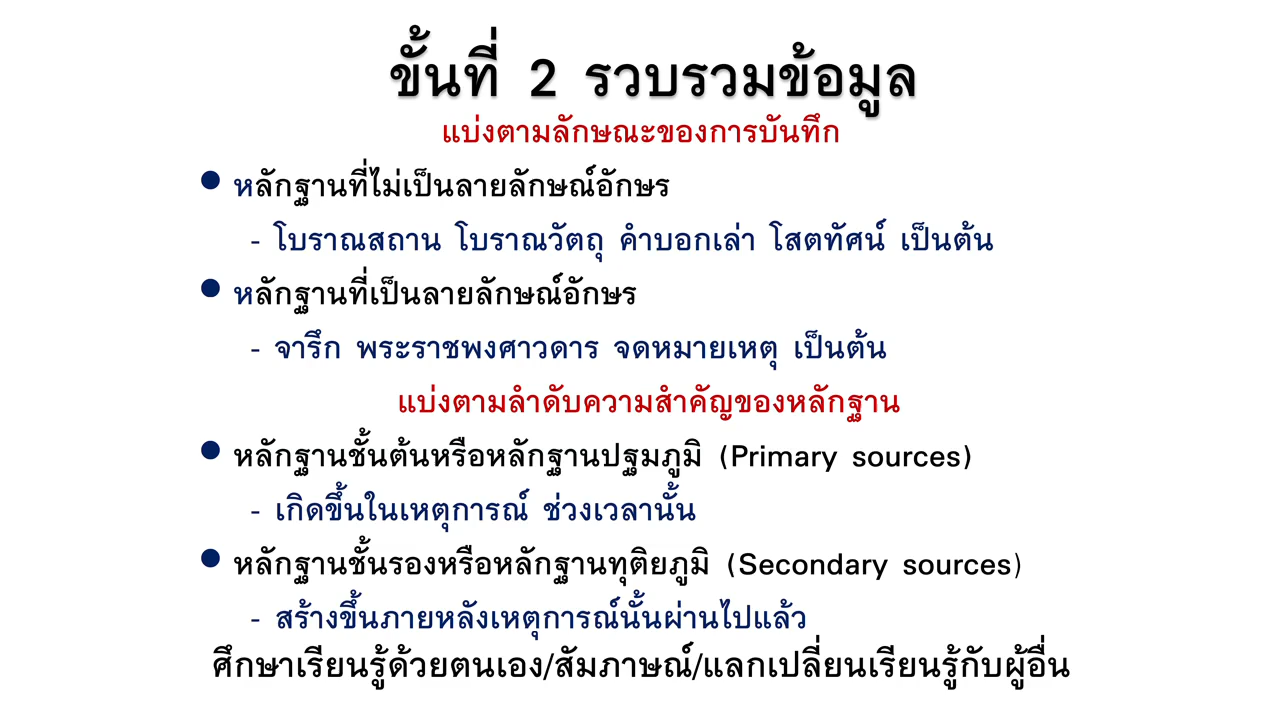 ขั้นที่ 2 รวบรวมข้อมูล
แบ่งตามลักษณะของการบันทึก
• หลักฐานที่ไม่เป็นลายลักษณ์อักษร
- โบราณสถาน โบราณวัตถุ คำบอกเล่า โสตทัศน์ เป็นต้น
• หลักฐานที่เป็นลายลักษณ์อักษร
- จารึก พระราชพงศาวดาร จดหมายเหตุ เป็นต้น
แบ่งตามลำดับความสำคัญของหลักฐาน
• หลักฐานชั้นต้นหรือหลักฐานปฐมภูมิ (Primary sources)
- เกิดขึ้นในเหตุการณ์ ช่วงเวลานั้น
• หลักฐานชั้นรองหรือหลักฐานทุติยภูมิ (Secondary sources)
- สร้างขึ้นภายหลังเหตุการณ์นั้นผ่านไปแล้ว
ศึกษาเรียนรู้ด้วยตนเอง/สัมภาษณ์/แลกเปลี่ยนเรียนรู้กับผู้อื่น